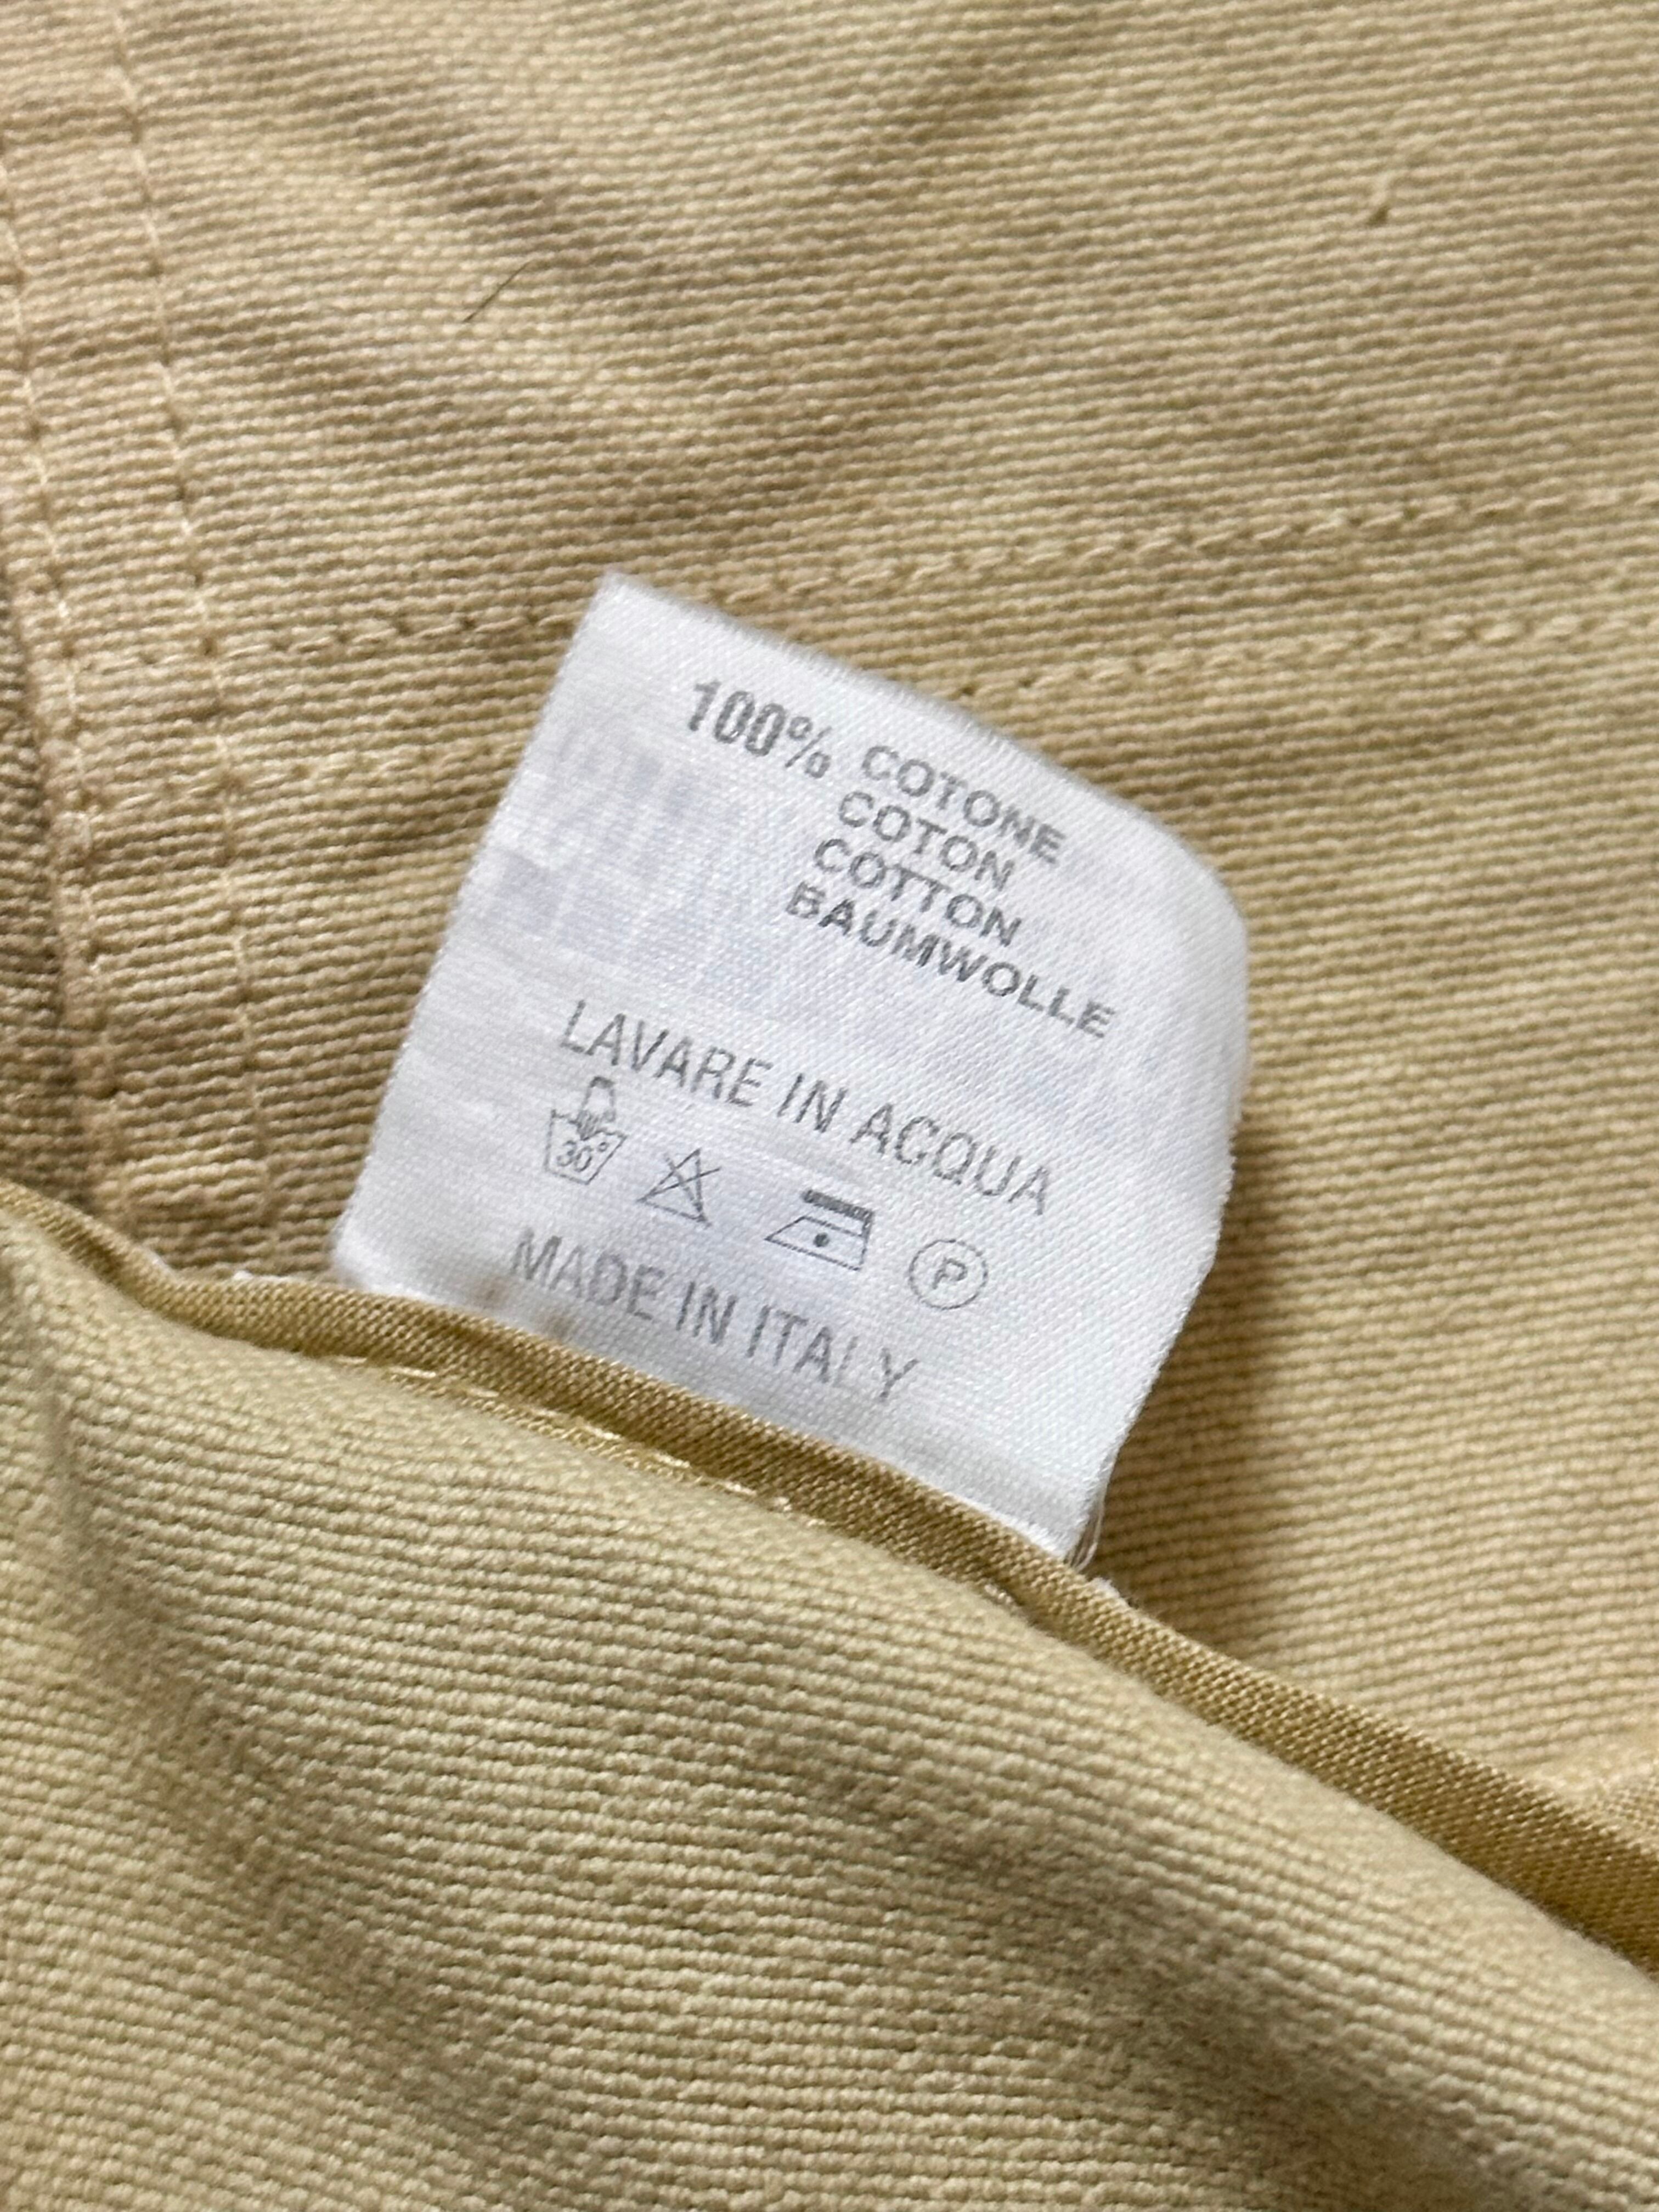 100% COTONE
COTON
COTTON
BAUMWOLLE
LAVARE IN ACQUA
30°
P
MADE IN ITALY